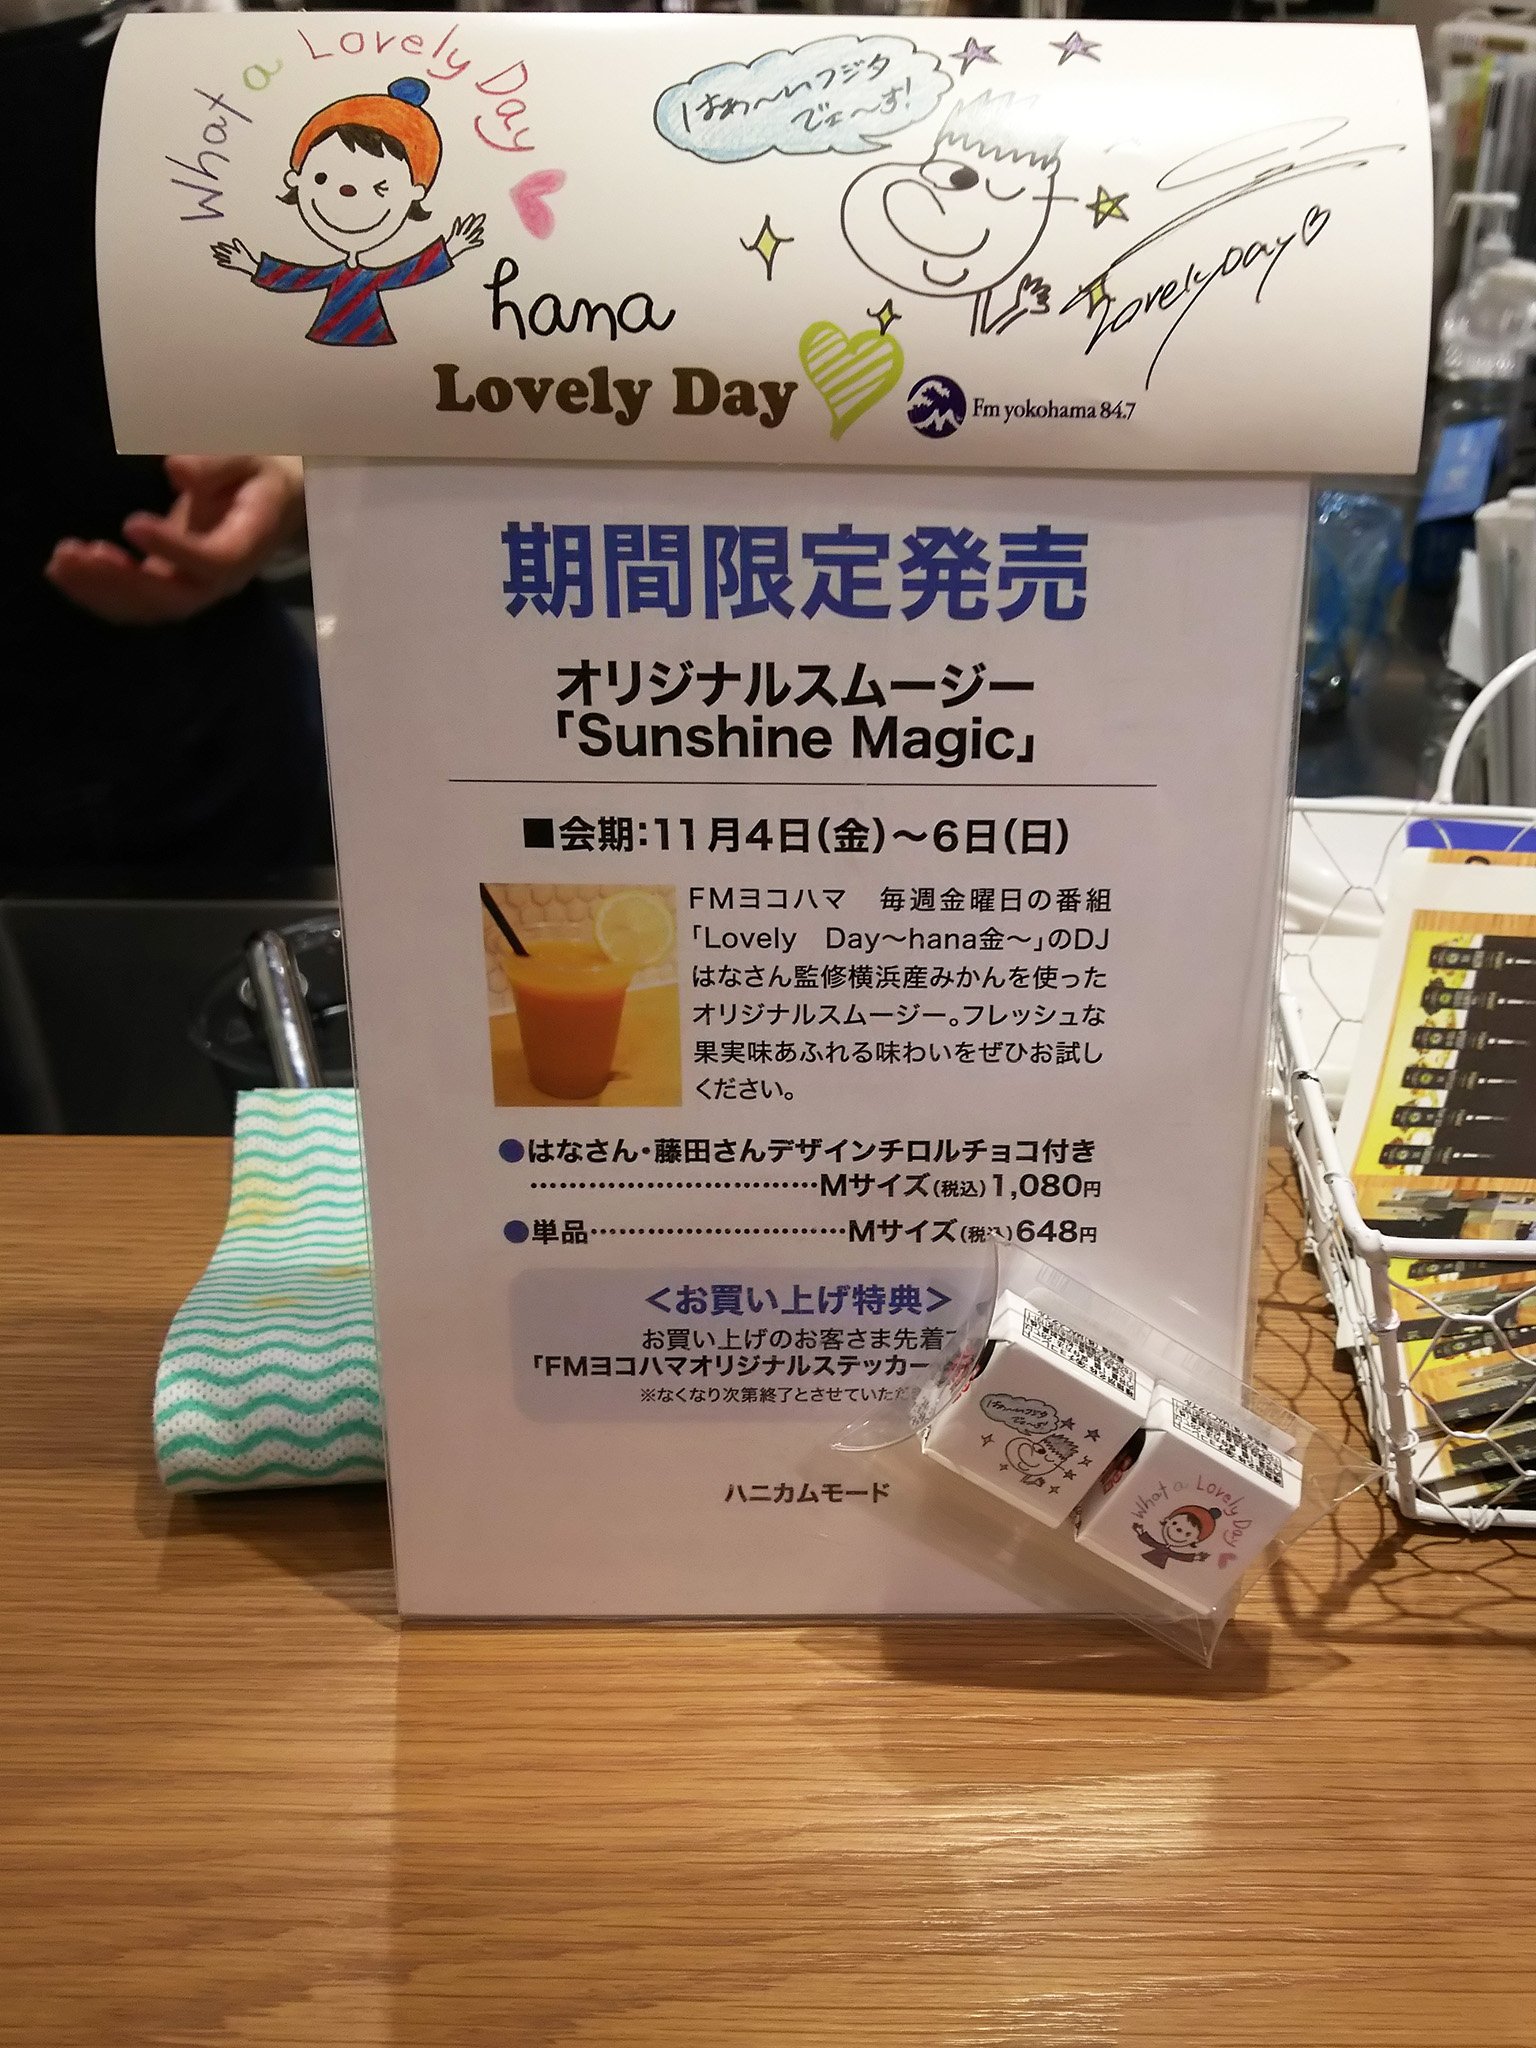 What a Lovely Day
はぁ〜いフジタ
でェ〜す!
hana
Lovely Day♡
Lovely Day
Fm yokohama 84.7
期間限定発売
オリジナルスムージー
「Sunshine Magic」
■会期:11月4日(金)〜6日(日)
FMヨコハマ 毎週金曜日の番組
「Lovely Day〜hana金〜」のDJ
はなさん監修横浜産みかんを使った
オリジナルスムージー。フレッシュな
果実味あふれる味わいをぜひお試し
ください。
●はなさん・藤田さんデザインチロルチョコ付き
……………………………Mサイズ(税込)1,080円
●単品…………………………Mサイズ(税込)648円
<お買い上げ特典>
お買い上げのお客さま先着
「FMヨコハマオリジナルステッカー
※なくなり次第終了とさせていただ
ハニカムモード
What a Lovely Day